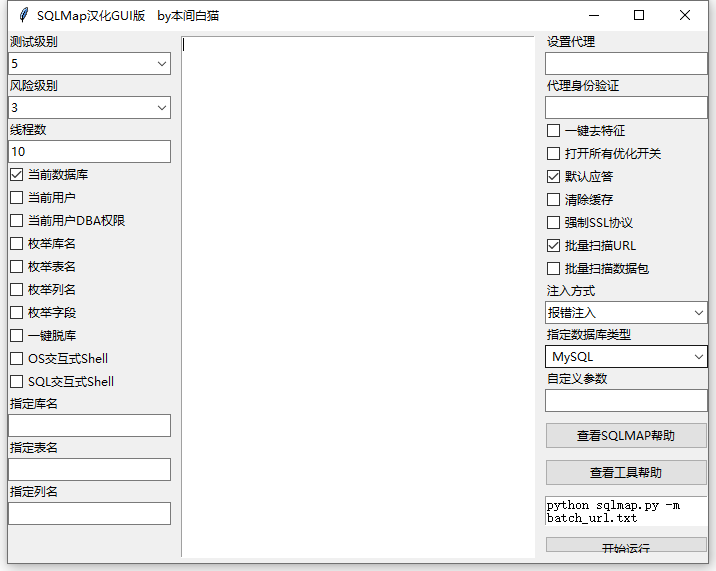 SQLMap汉化GUI版 by本间白猫
测试级别
5
风险级别
3
线程数
10
当前数据库
当前用户
当前用户DBA权限
枚举库名
枚举表名
枚举列名
枚举字段
一键脱库
OS交互式Shell
SQL交互式Shell
指定库名
指定表名
指定列名
设置代理
代理身份验证
一键去特征
打开所有优化开关
默认应答
清除缓存
强制SSL协议
批量扫描URL
批量扫描数据包
注入方式
报错注入
指定数据库类型
MySQL
自定义参数
查看SQLMAP帮助
查看工具帮助
python sqlmap.py -m
batch_url.txt
开始运行